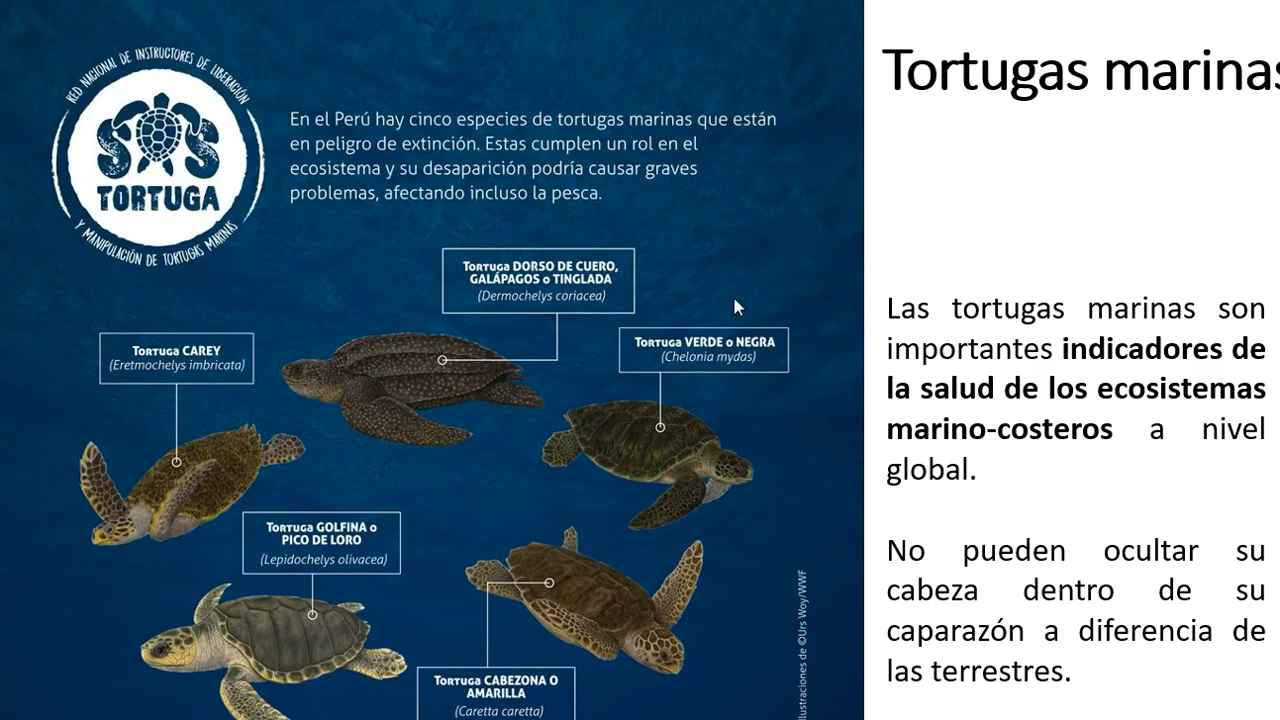 RED NACIONAL DE INSTRUCTORES DE LIBERACIÓN
SOS
TORTUGA
Y MANIPULACIÓN DE TORTUGAS MARINAS
En el Perú hay cinco especies de tortugas marinas que están
en peligro de extinción. Estas cumplen un rol en el
ecosistema y su desaparición podría causar graves
problemas, afectando incluso la pesca.
Tortuga DORSO DE CUERO,
GALÁPAGOS o TINGLADA
(Dermochelys coriacea)
Tortuga CAREY
(Eretmochelys imbricata)
Tortuga VERDE o NEGRA
(Chelonia mydas)
Tortuga GOLFINA o
PICO DE LORO
(Lepidochelys olivacea)
Tortuga CABEZONA O
AMARILLA
(Caretta caretta)
Ilustraciones de ©Urs Woy/WWF
Tortugas marinas
Las tortugas marinas son
importantes indicadores de
la salud de los ecosistemas
marino-costeros a nivel
global.
No pueden ocultar su
cabeza dentro de su
caparazón a diferencia de
las terrestres.